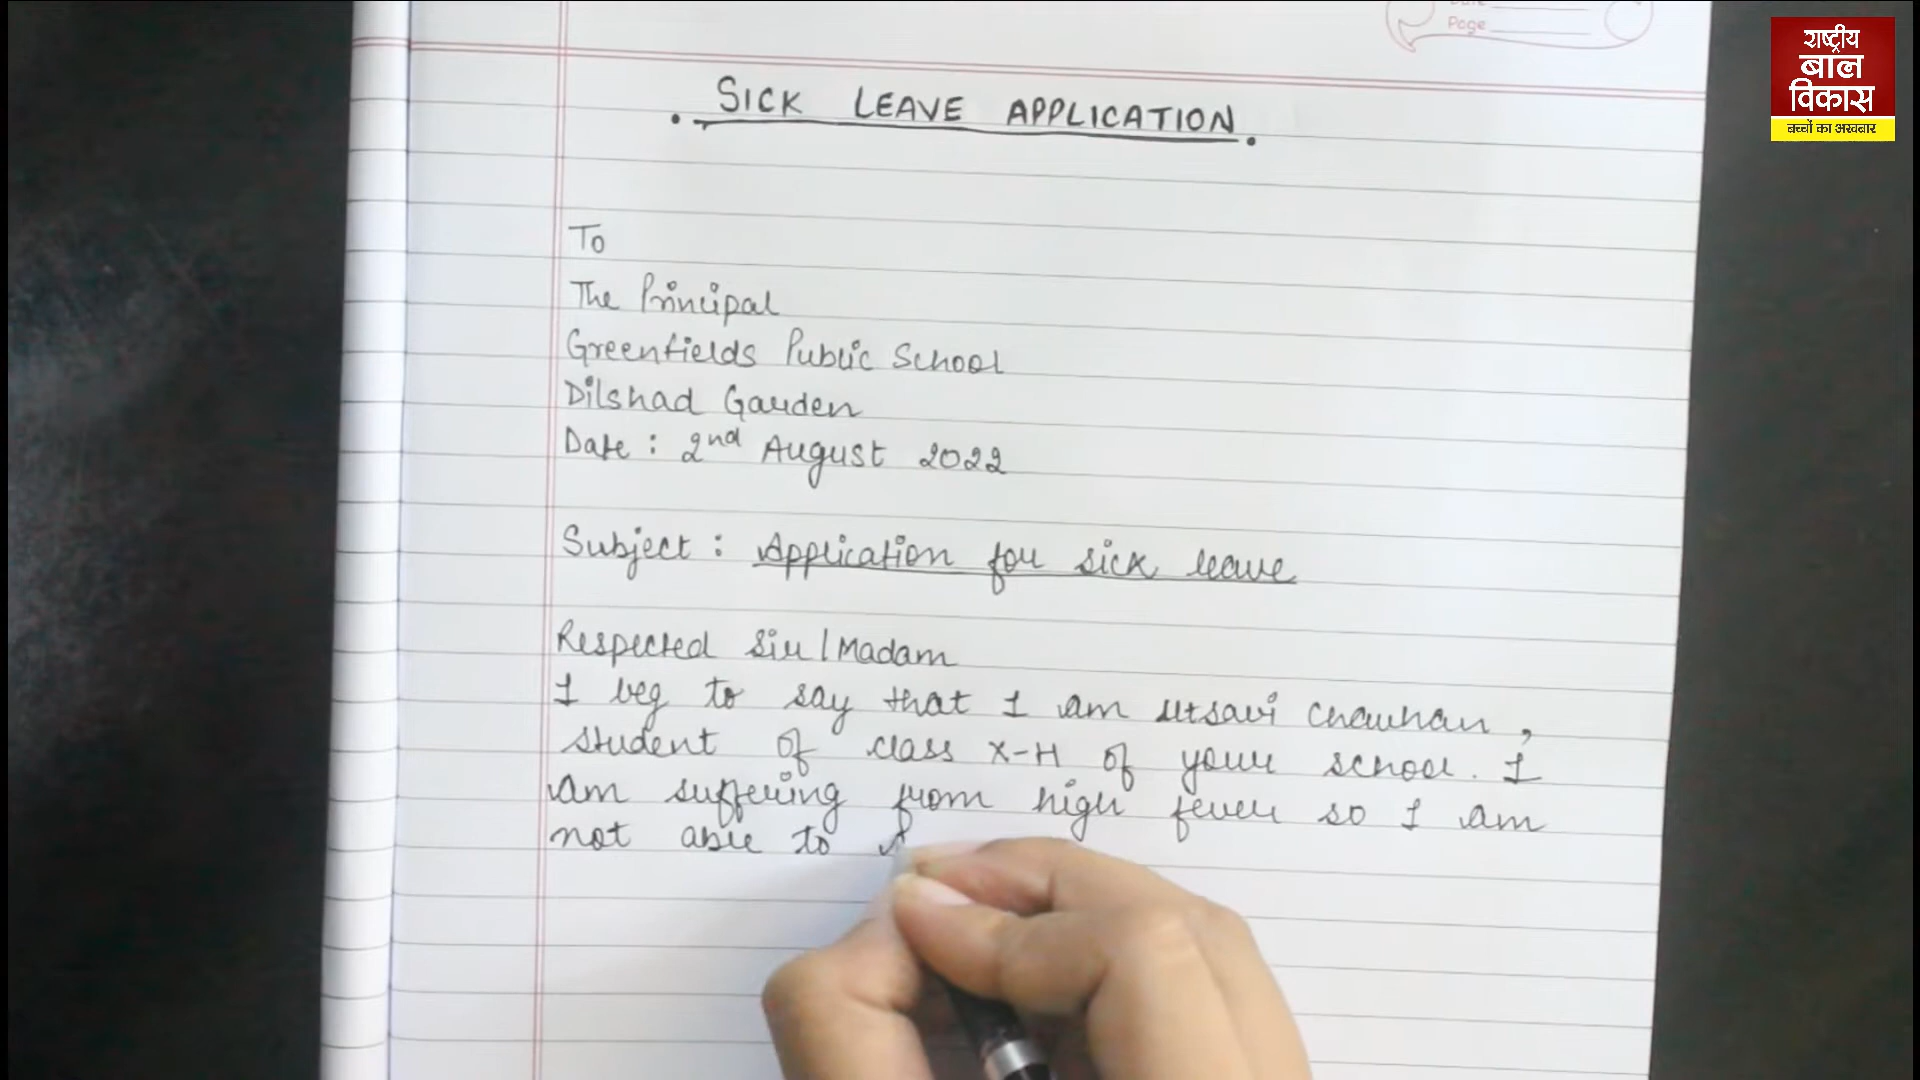 Page
राष्ट्रीय
बाल
विकास
बच्चों का अखबार
SICK LEAVE APPLICATION
To
The Principal
Greenfields Public School
Dilshad Garden
Date : 2nd August 2022
Subject : Application for sick leave
Respected Sir/Madam
I beg to say that I am Utsavi Chauhan,
student of class X-H of your school. I
am suffering from high fever so I am
not able to